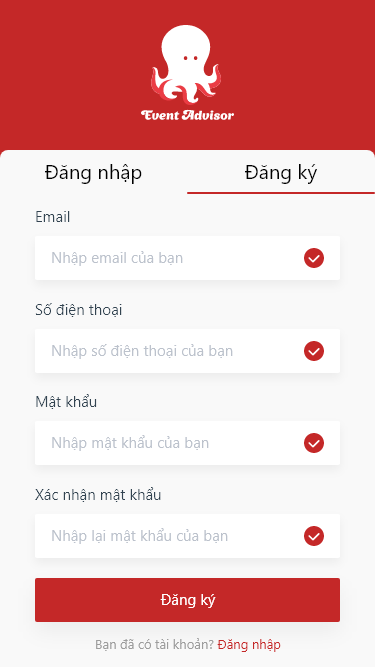 Event Advisor
Đăng nhập
Đăng ký
Email
Nhập email của bạn
Số điện thoại
Nhập số điện thoại của bạn
Mật khẩu
Nhập mật khẩu của bạn
Xác nhận mật khẩu
Nhập lại mật khẩu của bạn
Đăng ký
Bạn đã có tài khoản? Đăng nhập